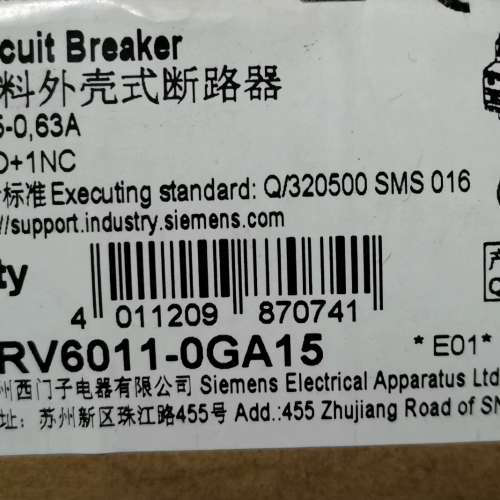 cuit Breaker
料外壳式断路器
5-0,63A
O+1NC
标准 Executing standard: Q/320500 SMS 016
//support.industry.siemens.com
ty
4 011209 870741
RV6011-0GA15
*E01*
州西门子电器有限公司 Siemens Electrical Apparatus Ltd
址: 苏州新区珠江路455号 Add.:455 Zhujiang Road of SN